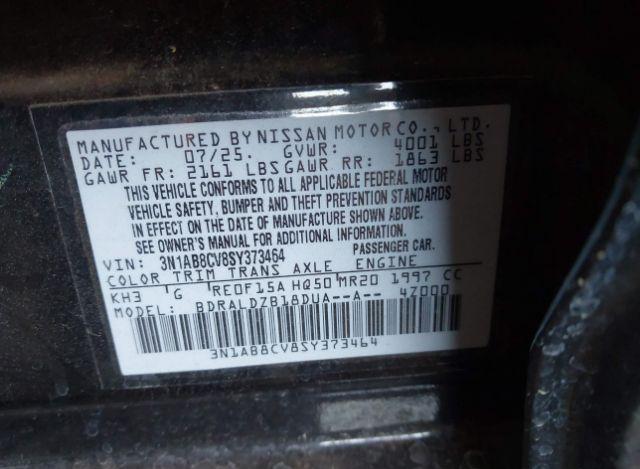 MANUFACTURED BY NISSAN MOTOR CO., LTD.
DATE: 07/25. GVWR: 4001 LBS
GAWR FR: 2161 LBS GAWR RR: 1863 LBS
THIS VEHICLE CONFORMS TO ALL APPLICABLE FEDERAL MOTOR
VEHICLE SAFETY, BUMPER AND THEFT PREVENTION STANDARDS
IN EFFECT ON THE DATE OF MANUFACTURE SHOWN ABOVE.
SEE OWNER'S MANUAL FOR ADDITIONAL INFORMATION.
VIN: 3N1AB8CV8SY373464 PASSENGER CAR.
COLOR TRIM TRANS AXLE ENGINE
KH3 G RE0F15A HQ50 MR20 1997 CC
MODEL: BDRALDZB18DUA--A-- 4Z000
3N1AB8CV8SY373464